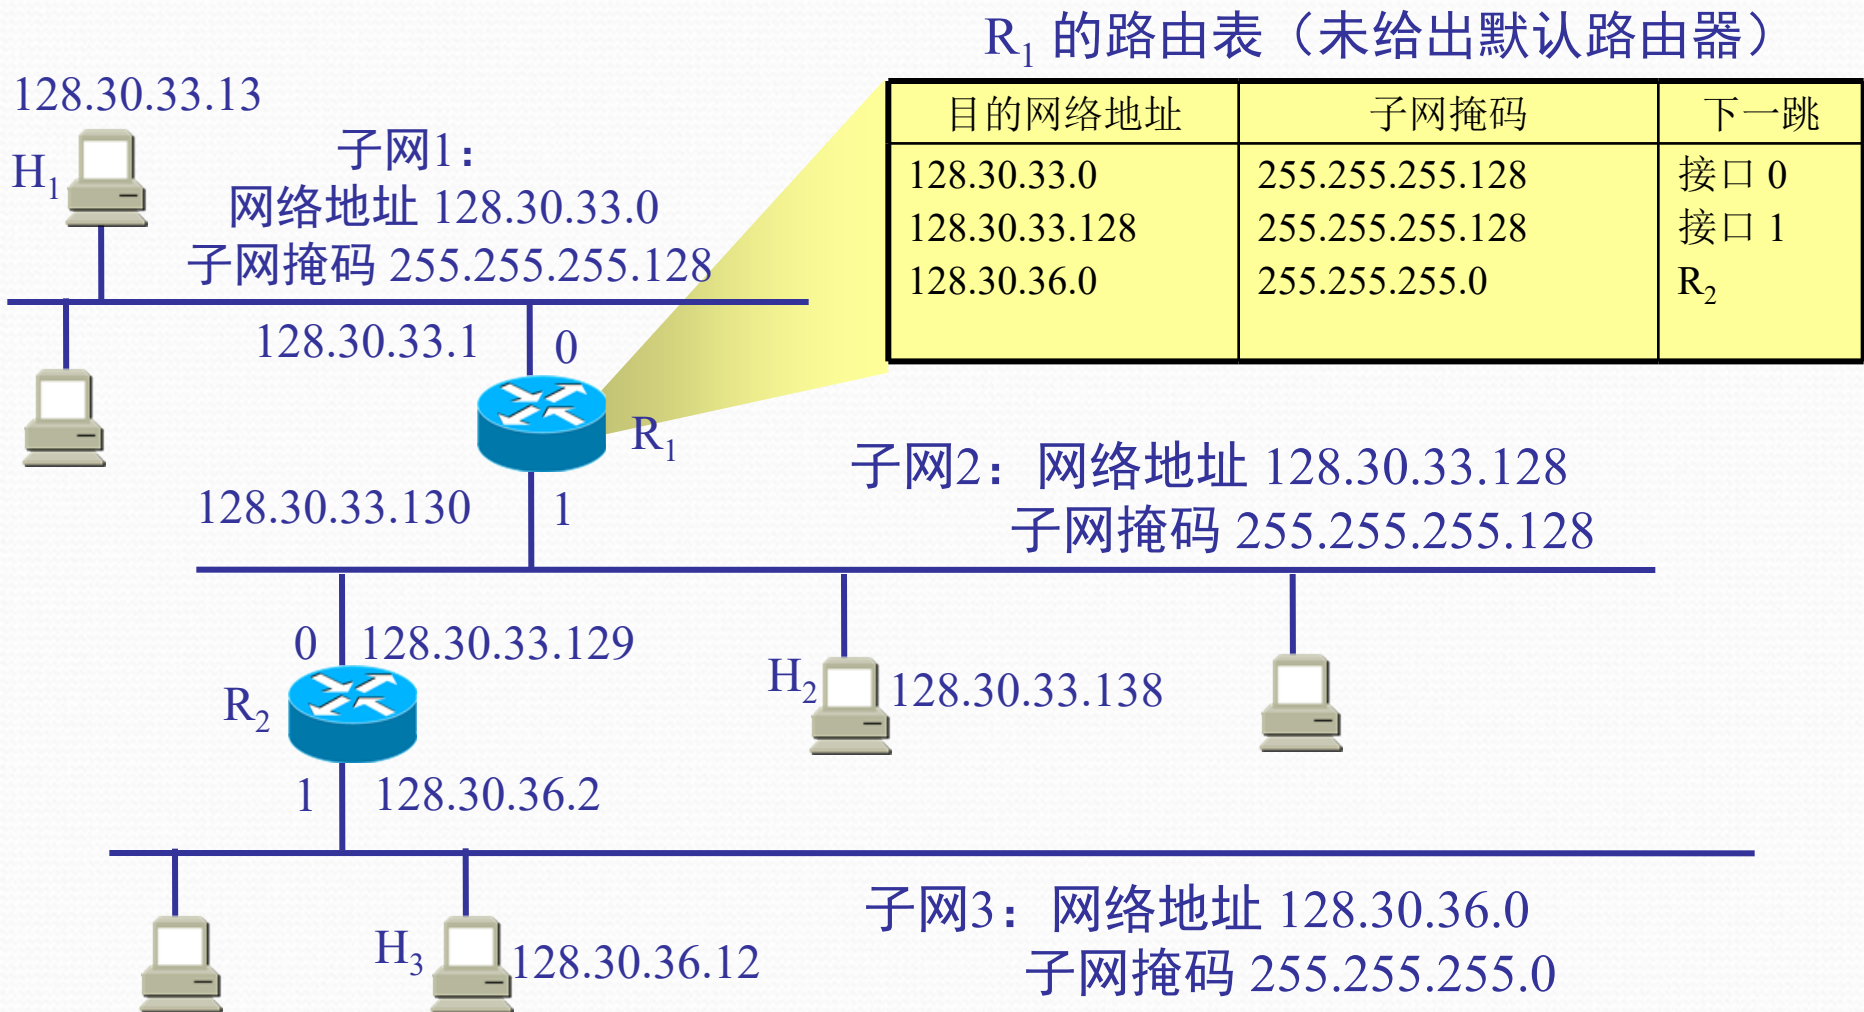 R1 的路由表（未给出默认路由器）
目的网络地址 子网掩码 下一跳
128.30.33.0 255.255.255.128 接口 0
128.30.33.128 255.255.255.128 接口 1
128.30.36.0 255.255.255.0 R2
128.30.33.13
H1
子网1：
网络地址 128.30.33.0
子网掩码 255.255.255.128
128.30.33.1
0
R1
128.30.33.130
1
子网2：网络地址 128.30.33.128
子网掩码 255.255.255.128
0
128.30.33.129
R2
H2
128.30.33.138
1
128.30.36.2
H3
128.30.36.12
子网3：网络地址 128.30.36.0
子网掩码 255.255.255.0